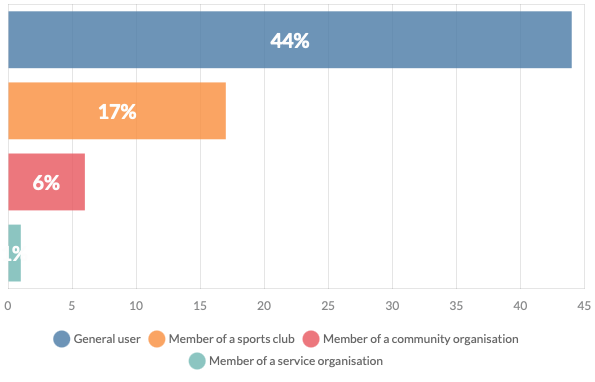 44%
17%
6%
1%
0 5 10 15 20 25 30 35 40 45
General user Member of a sports club Member of a community organisation
Member of a service organisation